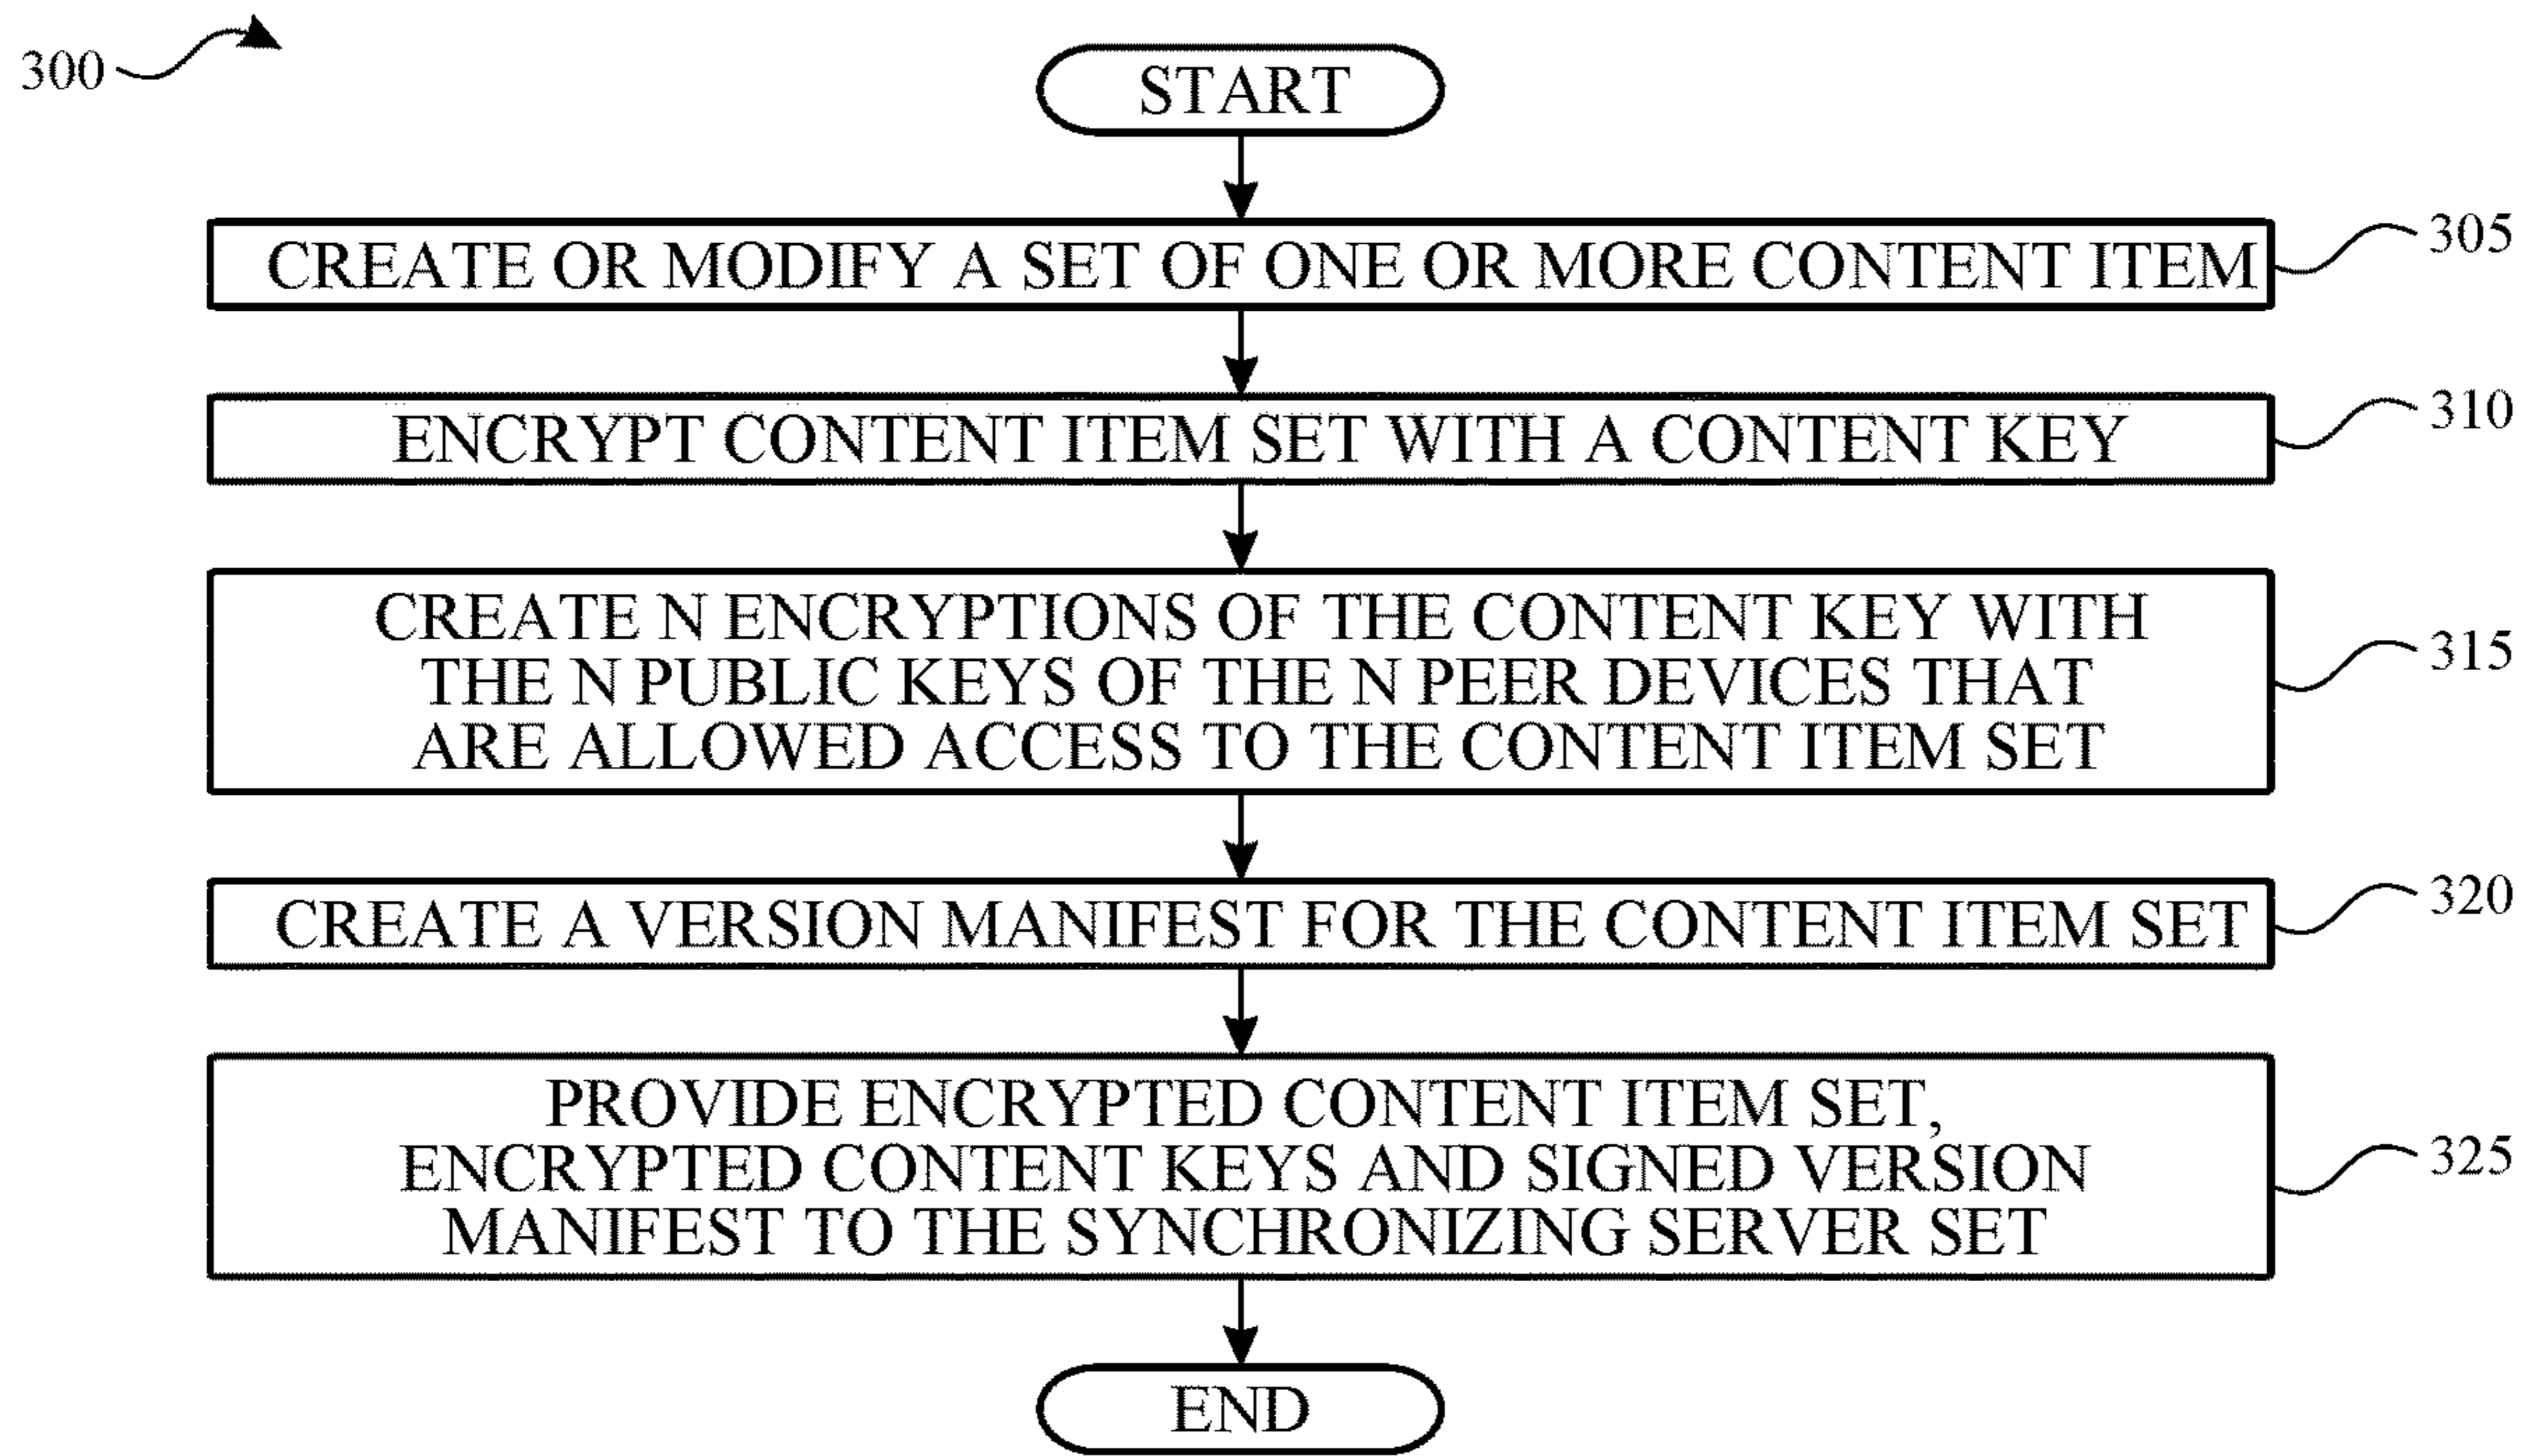 300
START
CREATE OR MODIFY A SET OF ONE OR MORE CONTENT ITEM
305
ENCRYPT CONTENT ITEM SET WITH A CONTENT KEY
310
CREATE N ENCRYPTIONS OF THE CONTENT KEY WITH
THE N PUBLIC KEYS OF THE N PEER DEVICES THAT
ARE ALLOWED ACCESS TO THE CONTENT ITEM SET
315
CREATE A VERSION MANIFEST FOR THE CONTENT ITEM SET
320
PROVIDE ENCRYPTED CONTENT ITEM SET,
ENCRYPTED CONTENT KEYS AND SIGNED VERSION
MANIFEST TO THE SYNCHRONIZING SERVER SET
325
END